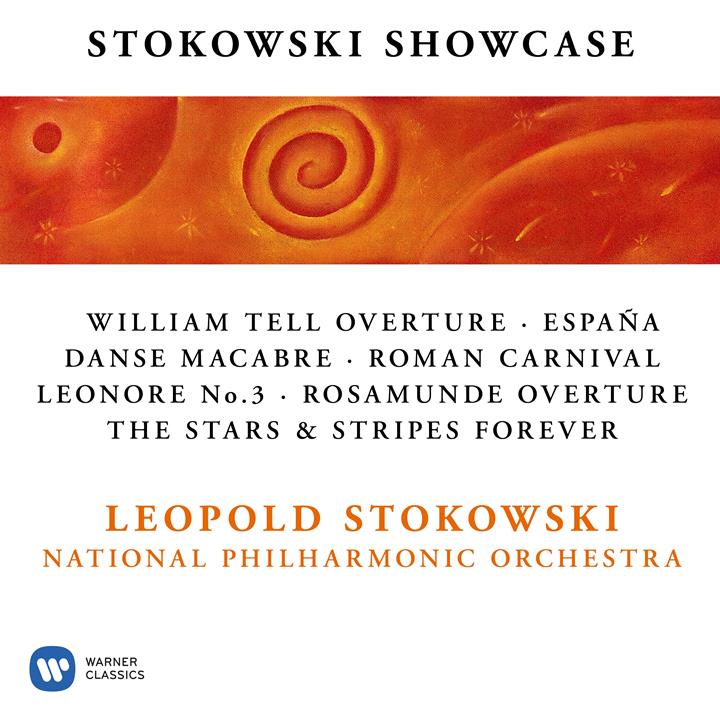 STOKOWSKI SHOWCASE
WILLIAM TELL OVERTURE · ESPAÑA
DANSE MACABRE · ROMAN CARNIVAL
LEONORE No.3 · ROSAMUNDE OVERTURE
THE STARS & STRIPES FOREVER
LEOPOLD STOKOWSKI
NATIONAL PHILHARMONIC ORCHESTRA
WARNER
CLASSICS